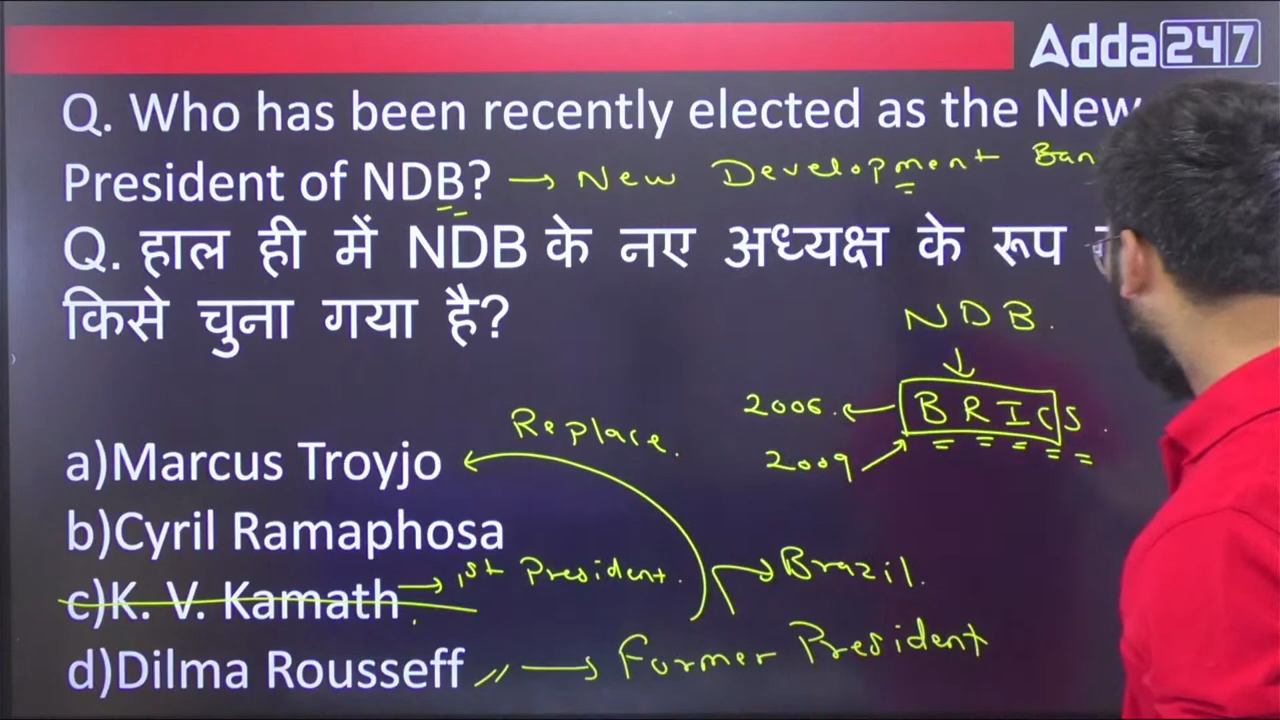 Adda247
Q. Who has been recently elected as the New
President of NDB? → New Development Ban
Q. हाल ही में NDB के नए अध्यक्ष के रूप
किसे चुना गया है?
NDB.
2006. BRICS.
2009
Replace.
a)Marcus Troyjo
b)Cyril Ramaphosa
c)K. V. Kamath → 1st President.
Brazil.
d)Dilma Rousseff // → Former President